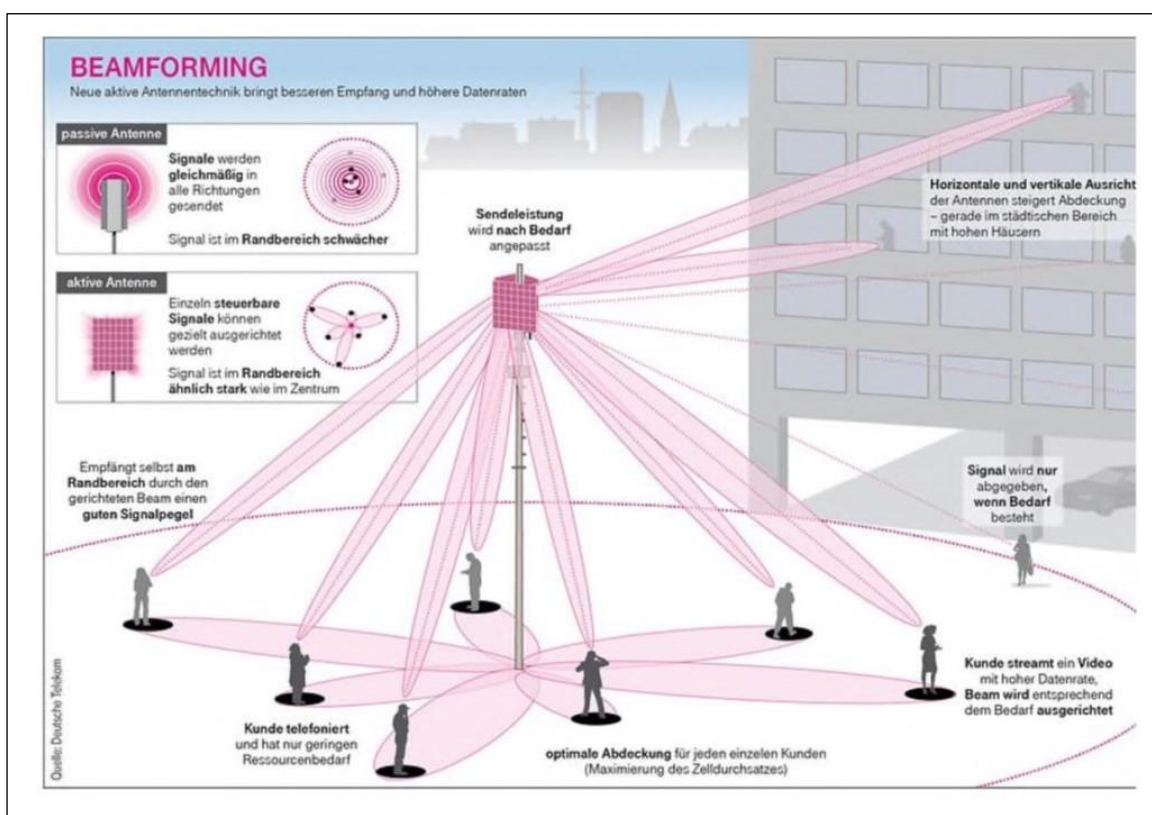 BEAMFORMING
Neue aktive Antennentechnik bringt besseren Empfang und höhere Datenraten
passive Antenne
Signale werden
gleichmäßig in
alle Richtungen
gesendet
Signal ist im Randbereich schwächer
aktive Antenne
Einzeln steuerbare
Signale können
gezielt ausgerichtet
werden
Signal ist im Randbereich
ähnlich stark wie im Zentrum
Sendeleistung
wird nach Bedarf
angepasst
Horizontale und vertikale Ausricht
der Antennen steigert Abdeckung
– gerade im städtischen Bereich
mit hohen Häusern
Empfängt selbst am
Randbereich durch den
gerichteten Beam einen
guten Signalpegel
Signal wird nur
abgegeben,
wenn Bedarf
besteht
Kunde streamt ein Video
mit hoher Datenrate,
Beam wird entsprechend
dem Bedarf ausgerichtet
Kunde telefoniert
und hat nur geringen
Ressourcenbedarf
optimale Abdeckung für jeden einzelen Kunden
(Maximierung des Zelldurchsatzes)
Quelle: Deutsche Telekom